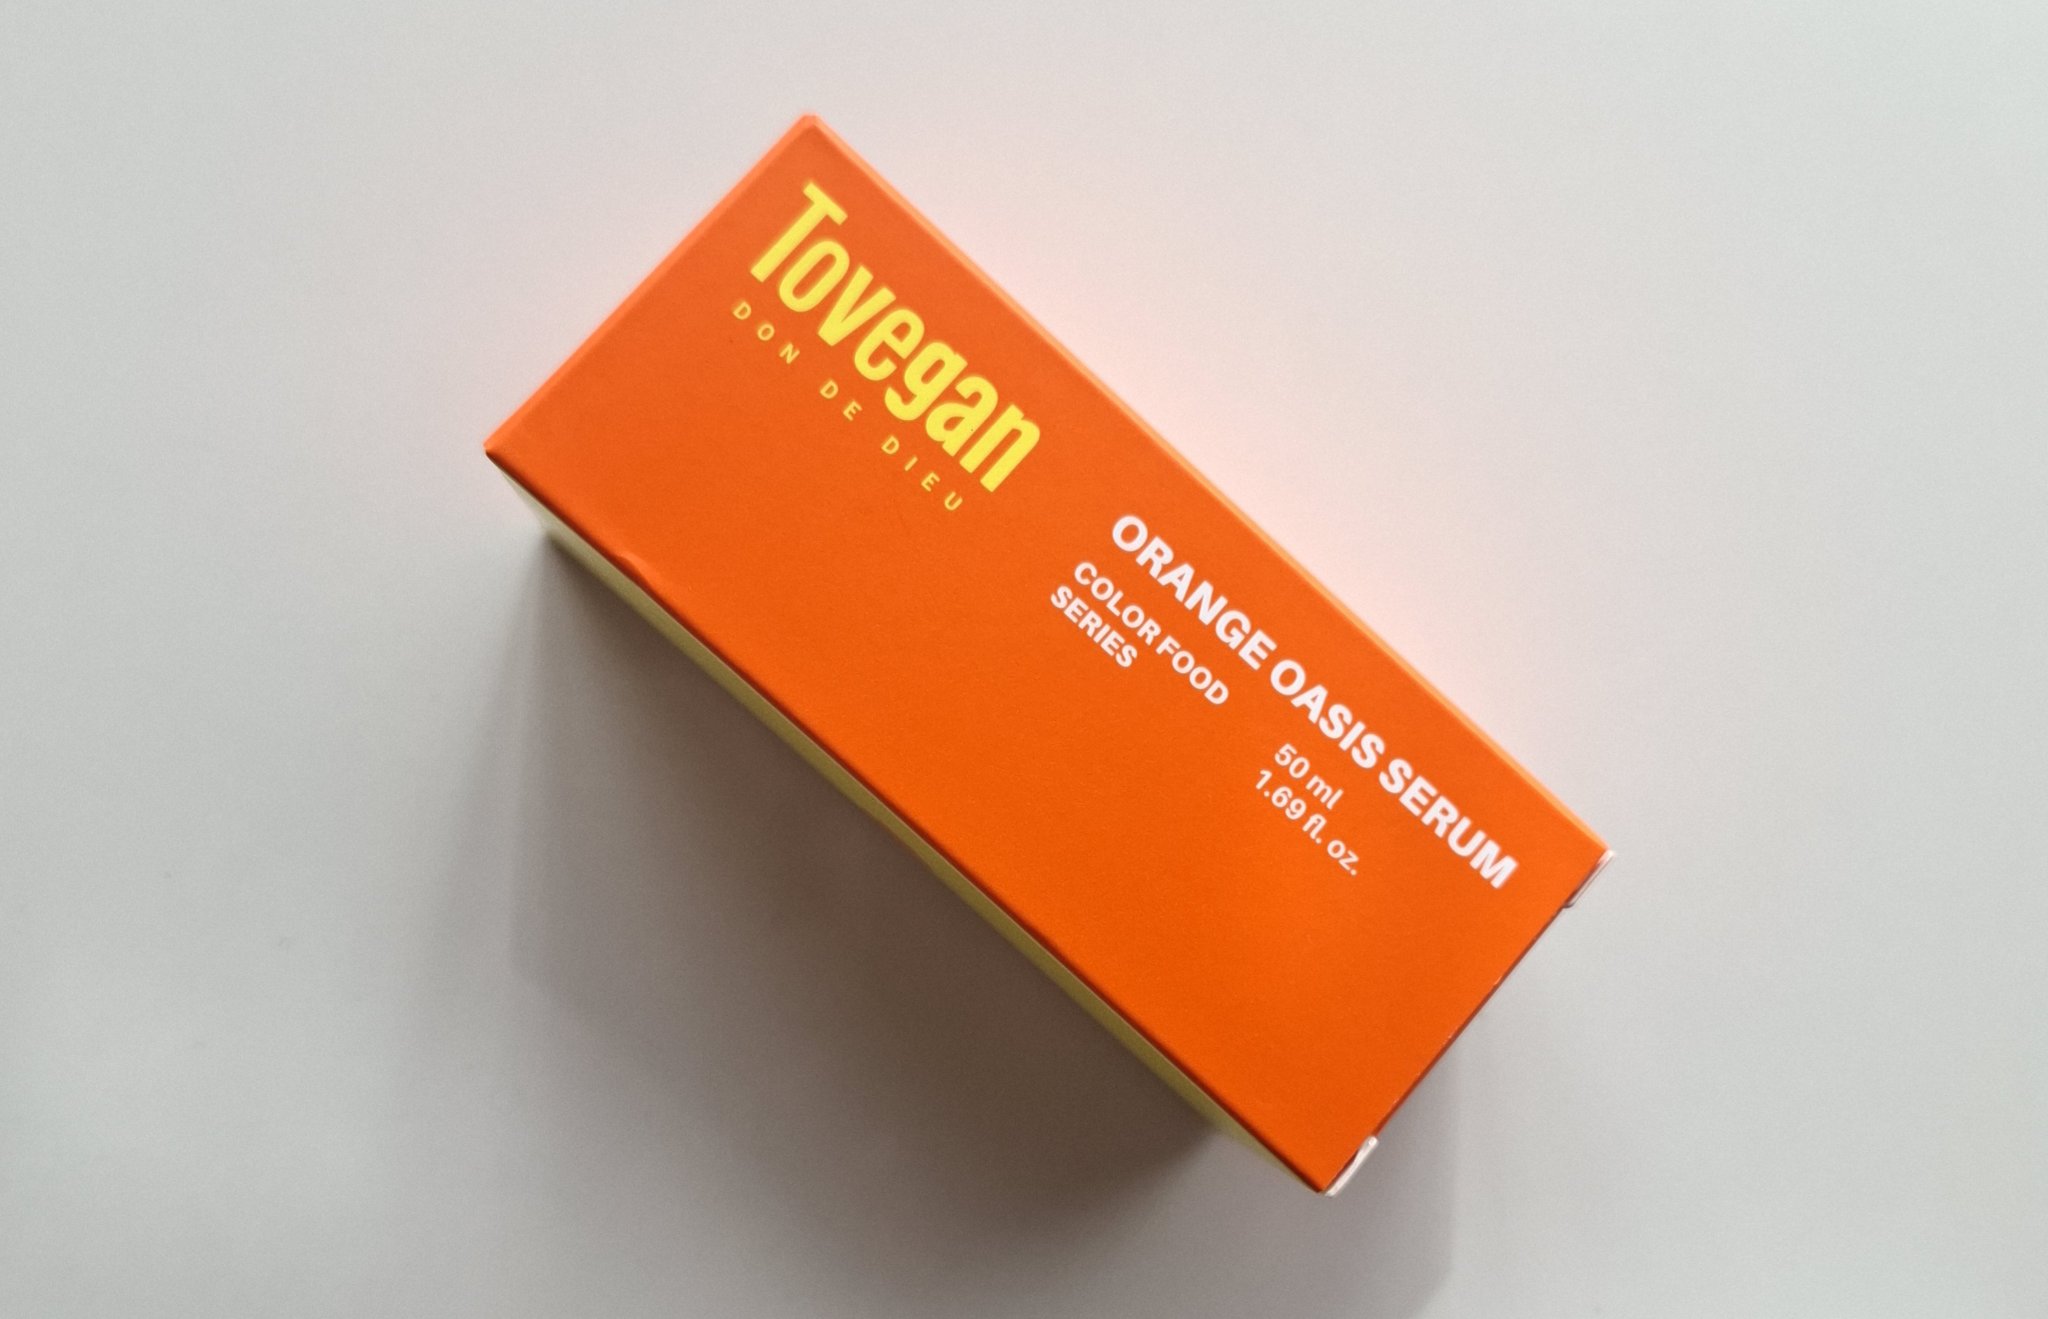 Tovegan
DON DE DIEU
ORANGE OASIS SERUM
COLOR FOOD
SERIES
50 ml
1.69 fl. oz.